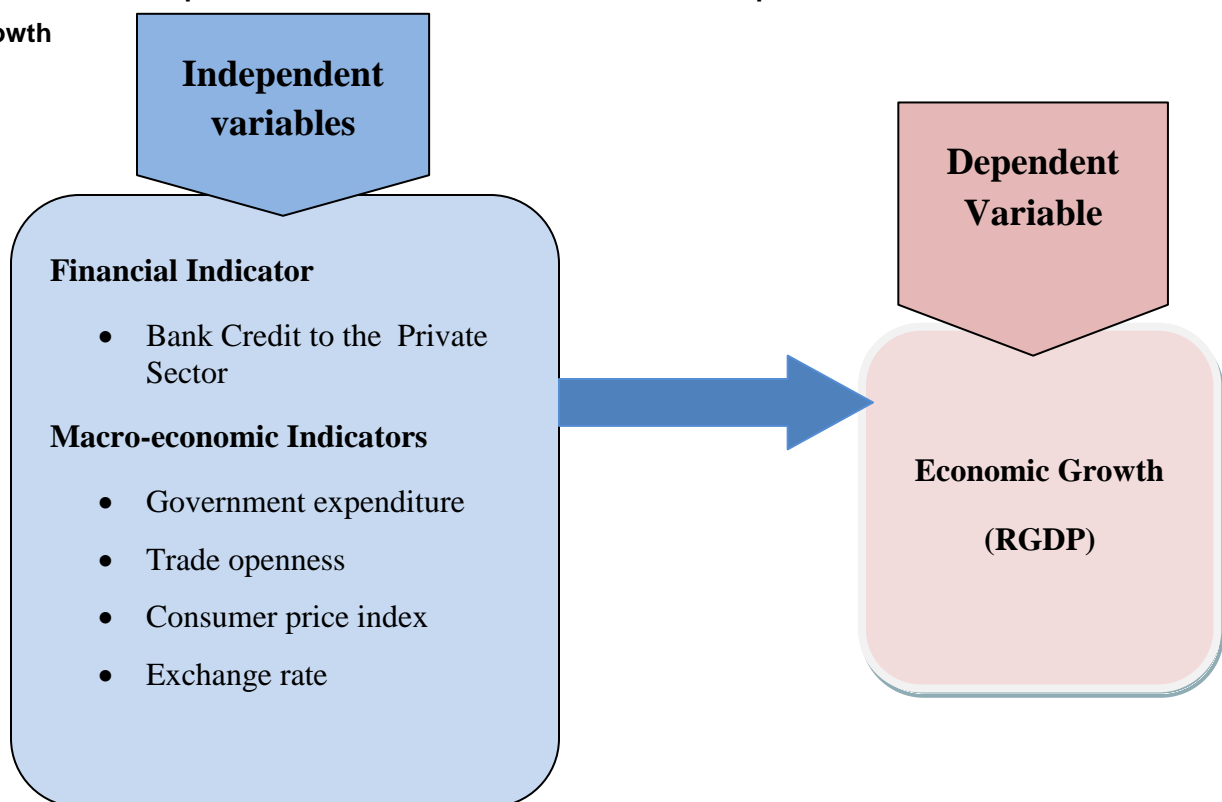 owth
Independent
variables
Dependent
Variable
Financial Indicator
• Bank Credit to the Private
Sector
Macro-economic Indicators
• Government expenditure
• Trade openness
• Consumer price index
• Exchange rate
Economic Growth
(RGDP)